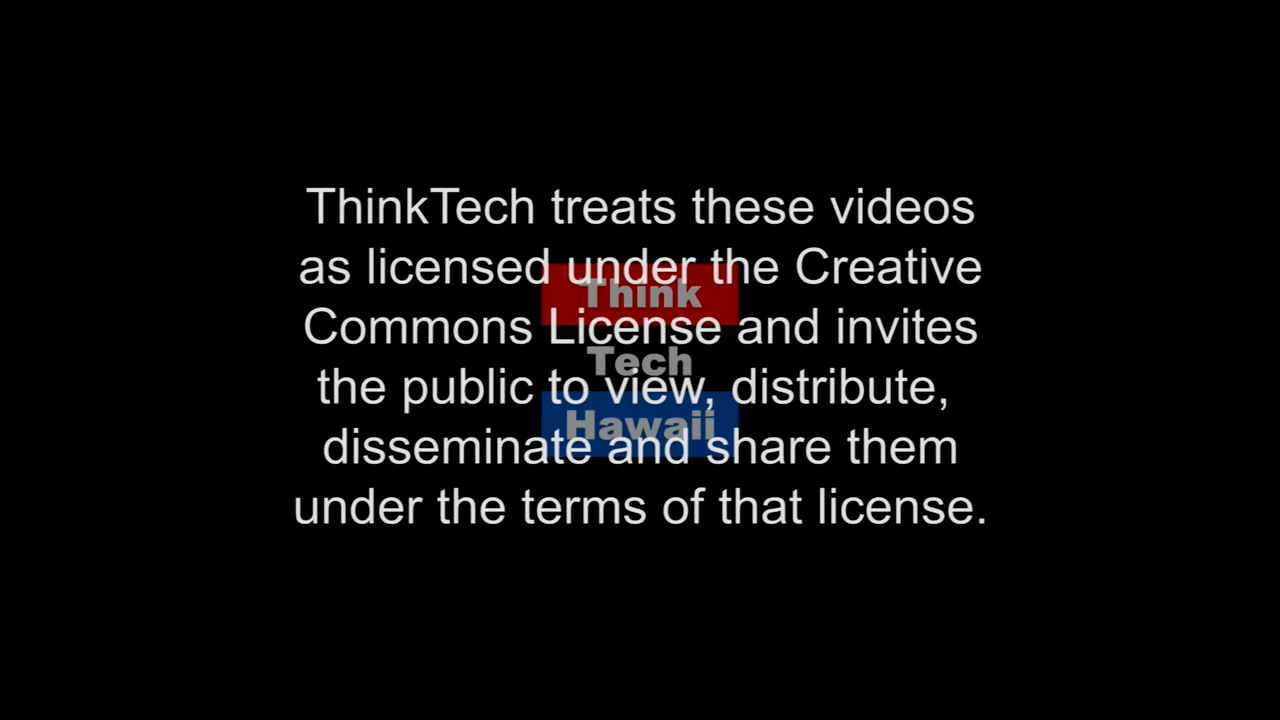 ThinkTech treats these videos
as licensed under the Creative
Think
Commons License and invites
Tech
the public to view, distribute,
Hawaii
disseminate and share them
under the terms of that license.